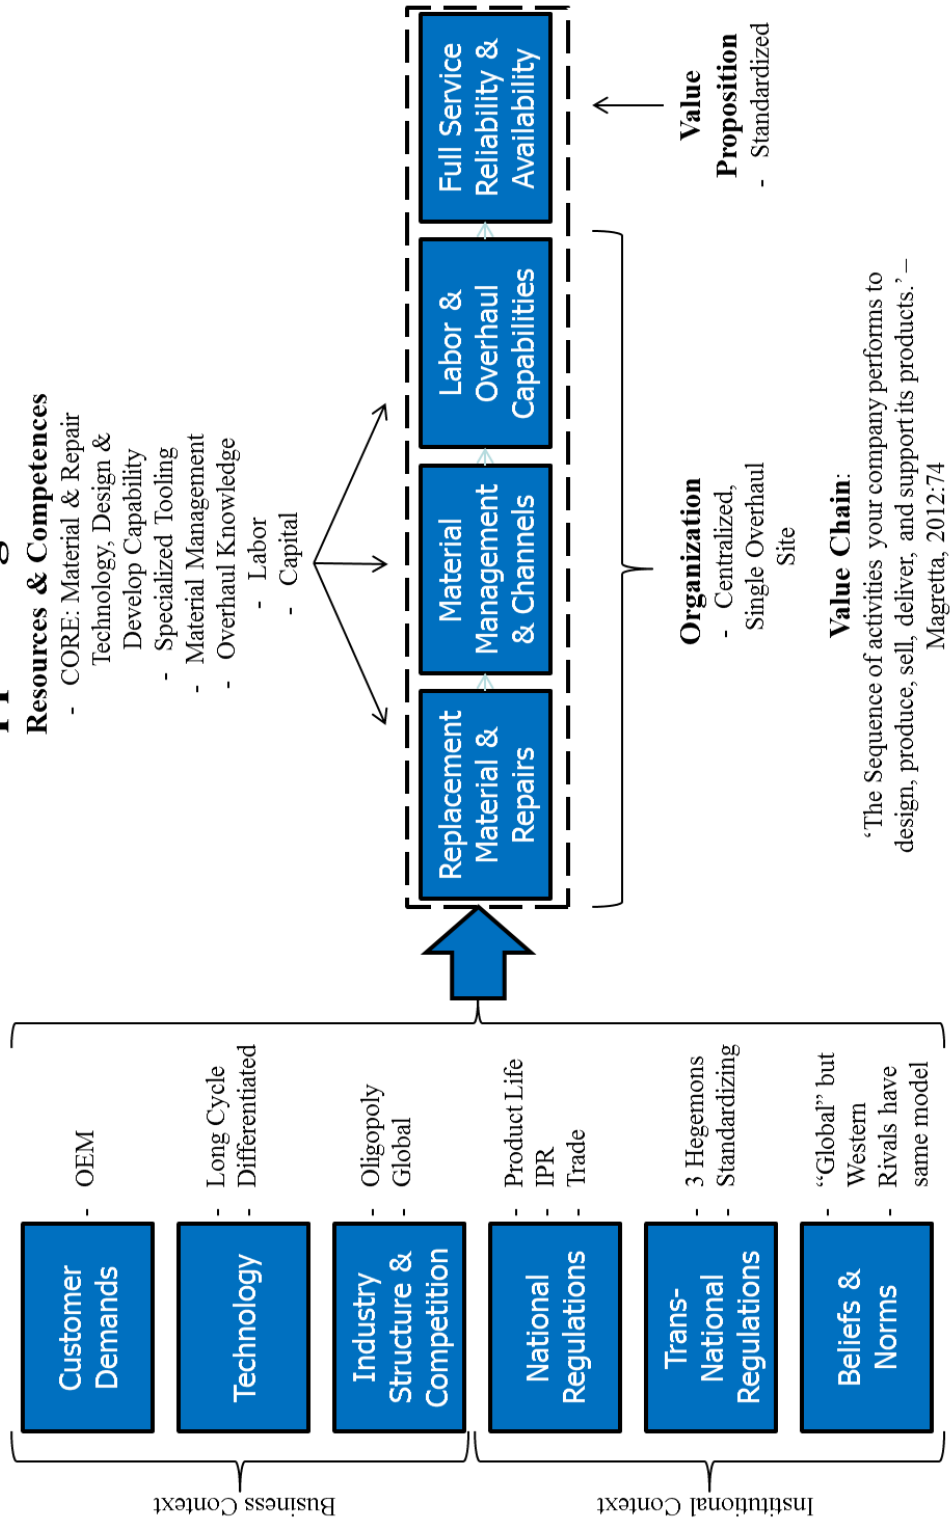 Resources & Competences
- CORE: Material & Repair
Technology, Design &
Develop Capability
- Specialized Tooling
- Material Management
- Overhaul Knowledge
- Labor
- Capital
Business Context
Customer
Demands
- OEM
Technology
- Long Cycle
- Differentiated
Industry
Structure &
Competition
- Oligopoly
- Global
Institutional Context
National
Regulations
- Product Life
- IPR
- Trade
Trans-
National
Regulations
- 3 Hegemons
- Standardizing
Beliefs &
Norms
- “Global” but
Western
- Rivals have
same model
Replacement
Material &
Repairs
Material
Management
& Channels
Labor &
Overhaul
Capabilities
Full Service
Reliability &
Availability
Organization
- Centralized,
Single Overhaul
Site
Value
Proposition
- Standardized
Value Chain:
‘The Sequence of activities your company performs to
design, produce, sell, deliver, and support its products.’ –
Magretta, 2012:74